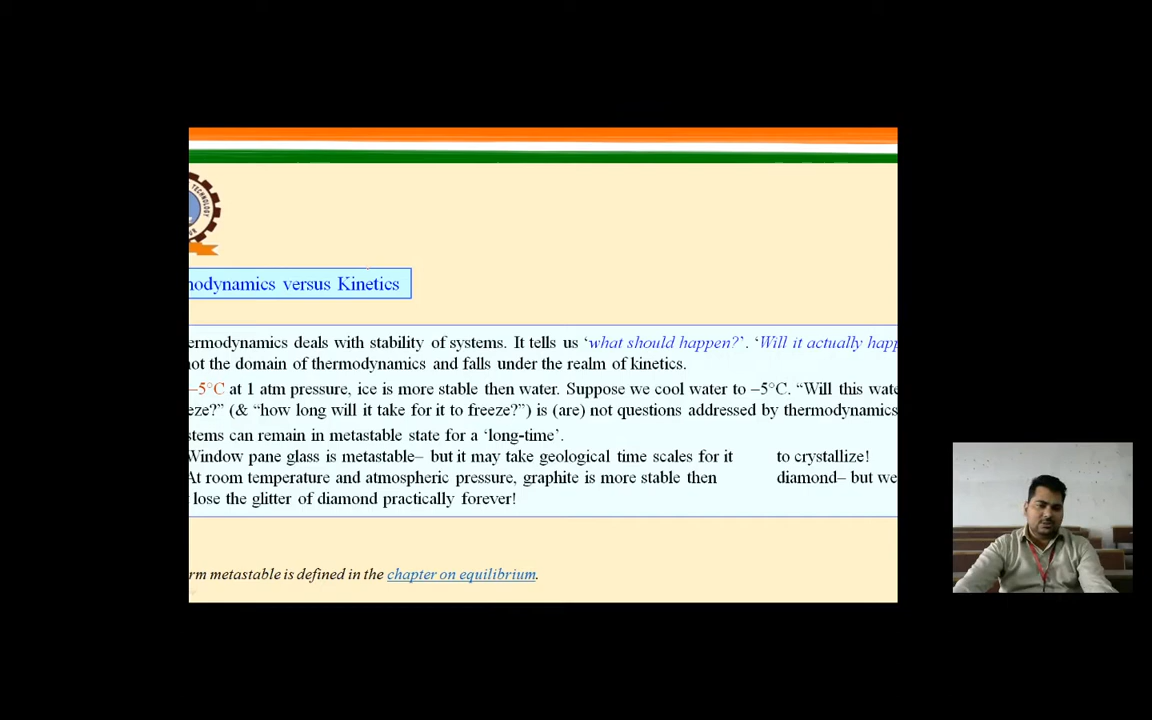 TECHNOLOGY
modynamics versus Kinetics
ermodynamics deals with stability of systems. It tells us ‘what should happen?’. ‘Will it actually happ
not the domain of thermodynamics and falls under the realm of kinetics.
–5°C at 1 atm pressure, ice is more stable then water. Suppose we cool water to –5°C. “Will this wate
eze?” (& “how long will it take for it to freeze?”) is (are) not questions addressed by thermodynamics
stems can remain in metastable state for a ‘long-time’.
Window pane glass is metastable– but it may take geological time scales for it to crystallize!
At room temperature and atmospheric pressure, graphite is more stable then diamond– but we
lose the glitter of diamond practically forever!
rm metastable is defined in the chapter on equilibrium.